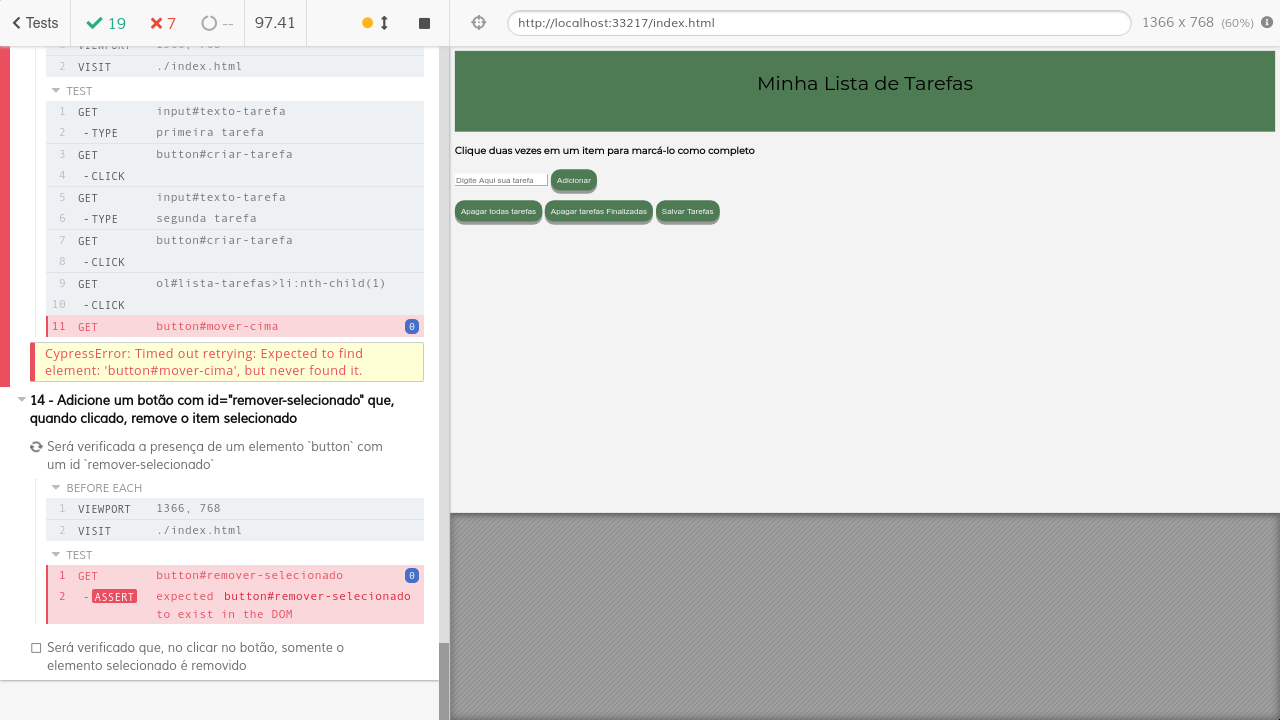 Tests
19
7
--
97.41
http://localhost:33217/index.html
1366 x 768 (60%)
VIEWPORT 1366, 768
2 VISIT ./index.html
TEST
1 GET input#texto-tarefa
2 -TYPE primeira tarefa
3 GET button#criar-tarefa
4 -CLICK
5 GET input#texto-tarefa
6 -TYPE segunda tarefa
7 GET button#criar-tarefa
8 -CLICK
9 GET ol#lista-tarefas>li:nth-child(1)
10 -CLICK
11 GET button#mover-cima 0
CypressError: Timed out retrying: Expected to find
element: 'button#mover-cima', but never found it.
14 - Adicione um botão com id="remover-selecionado" que,
quando clicado, remove o item selecionado
Será verificada a presença de um elemento `button` com
um id `remover-selecionado`
BEFORE EACH
1 VIEWPORT 1366, 768
2 VISIT ./index.html
TEST
1 GET button#remover-selecionado 0
2 -ASSERT expected button#remover-selecionado
to exist in the DOM
Será verificado que, no clicar no botão, somente o
elemento selecionado é removido
Minha Lista de Tarefas
Clique duas vezes em um item para marcá-lo como completo
Digite Aqui sua tarefa Adicionar
Apagar todas tarefas Apagar tarefas Finalizadas Salvar Tarefas